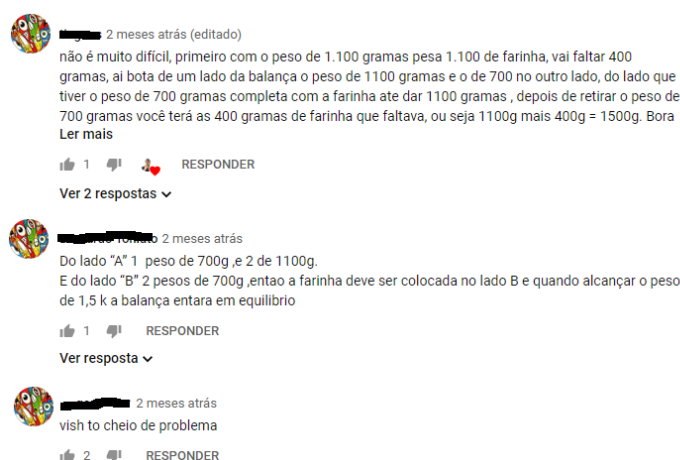 2 meses atrás (editado)
não é muito difícil, primeiro com o peso de 1.100 gramas pesa 1.100 de farinha, vai faltar 400
gramas, ai bota de um lado da balança o peso de 1100 gramas e o de 700 no outro lado, do lado que
tiver o peso de 700 gramas completa com a farinha ate dar 1100 gramas , depois de retirar o peso de
700 gramas você terá as 400 gramas de farinha que faltava, ou seja 1100g mais 400g = 1500g. Bora
Ler mais
1 RESPONDER
Ver 2 respostas
2 meses atrás
Do lado “A” 1 peso de 700g ,e 2 de 1100g.
E do lado “B” 2 pesos de 700g ,entao a farinha deve ser colocada no lado B e quando alcançar o peso
de 1,5 k a balança entara em equilibrio
1 RESPONDER
Ver resposta
2 meses atrás
vish to cheio de problema
2 RESPONDER